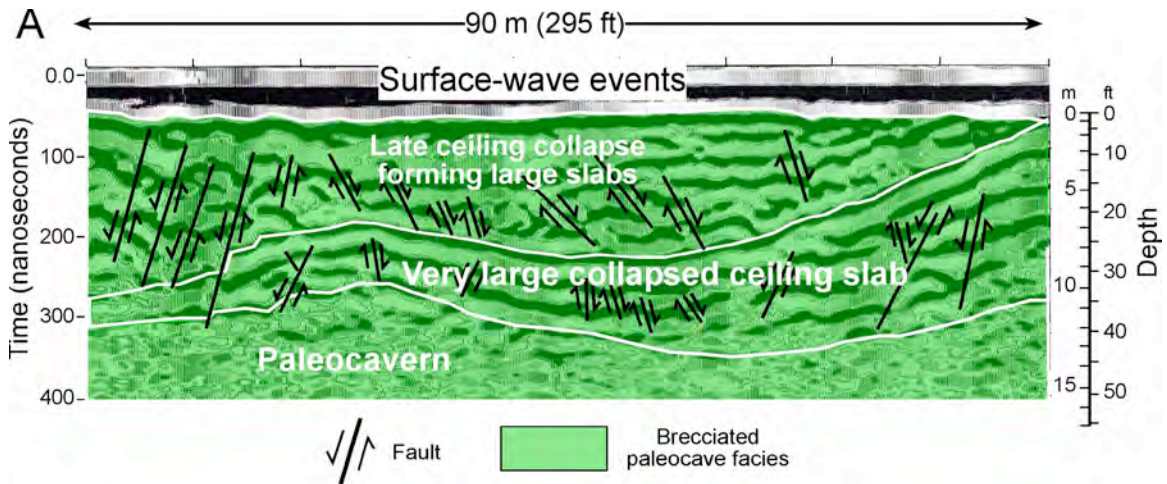 A
90 m (295 ft)
Surface-wave events
Late ceiling collapse
forming large slabs
Very large collapsed ceiling slab
Paleocavern
Time (nanoseconds)
0.0
100
200
300
400
m
ft
0
0
10
5
20
30
10
40
15
50
Depth
Fault
Brecciated
paleocave facies